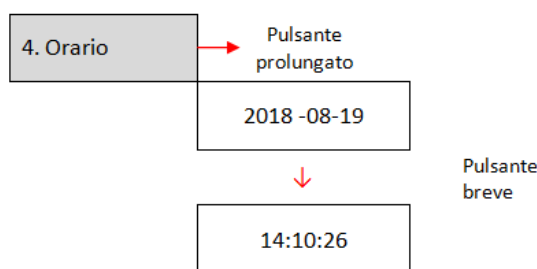 4. Orario
Pulsante
prolungato
2018 -08-19
Pulsante
breve
14:10:26